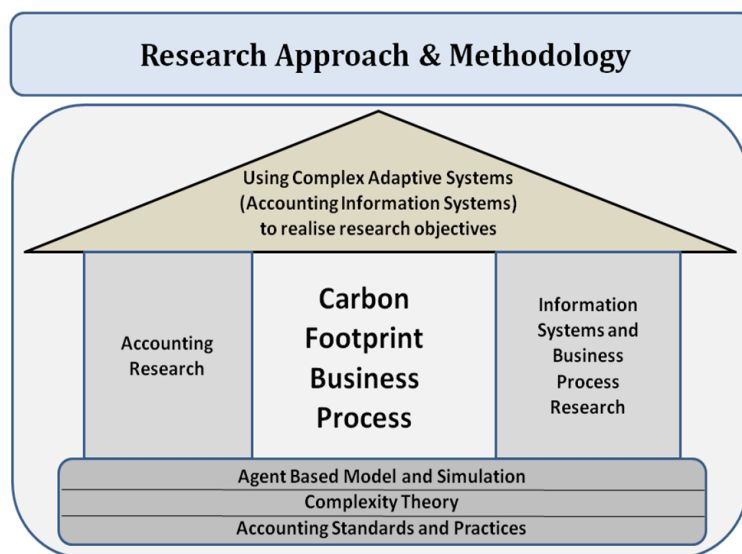 Research Approach & Methodology
Using Complex Adaptive Systems
(Accounting Information Systems)
to realise research objectives
Accounting
Research
Carbon
Footprint
Business
Process
Information
Systems and
Business
Process
Research
Agent Based Model and Simulation
Complexity Theory
Accounting Standards and Practices